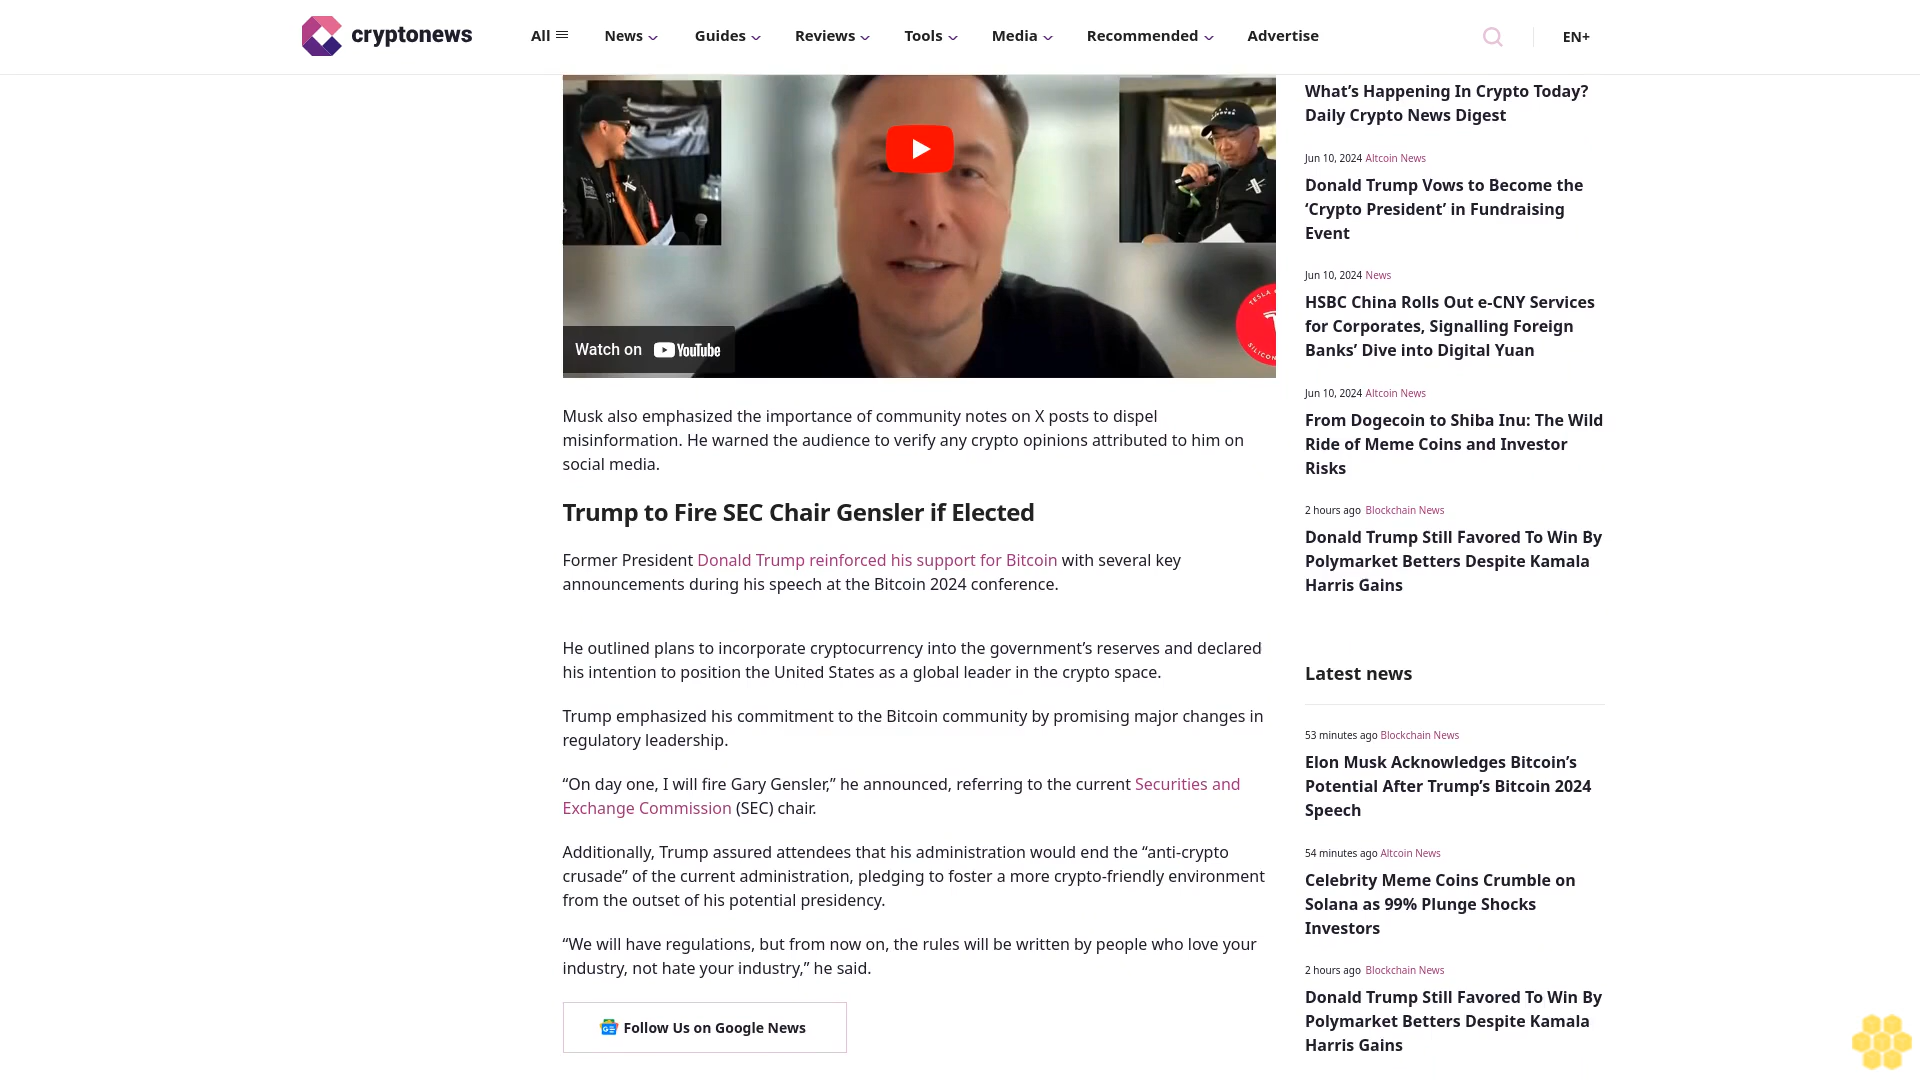 cryptonews
All
News
Guides
Reviews
Tools
Media
Recommended
Advertise
EN+
Watch on YouTube
Musk also emphasized the importance of community notes on X posts to dispel
misinformation. He warned the audience to verify any crypto opinions attributed to him on
social media.
Trump to Fire SEC Chair Gensler if Elected
Former President Donald Trump reinforced his support for Bitcoin with several key
announcements during his speech at the Bitcoin 2024 conference.
He outlined plans to incorporate cryptocurrency into the government’s reserves and declared
his intention to position the United States as a global leader in the crypto space.
Trump emphasized his commitment to the Bitcoin community by promising major changes in
regulatory leadership.
“On day one, I will fire Gary Gensler,” he announced, referring to the current Securities and
Exchange Commission (SEC) chair.
Additionally, Trump assured attendees that his administration would end the “anti-crypto
crusade” of the current administration, pledging to foster a more crypto-friendly environment
from the outset of his potential presidency.
“We will have regulations, but from now on, the rules will be written by people who love your
industry, not hate your industry,” he said.
Follow Us on Google News
What’s Happening In Crypto Today?
Daily Crypto News Digest
Jun 10, 2024 Altcoin News
Donald Trump Vows to Become the
‘Crypto President’ in Fundraising
Event
Jun 10, 2024 News
HSBC China Rolls Out e-CNY Services
for Corporates, Signalling Foreign
Banks’ Dive into Digital Yuan
Jun 10, 2024 Altcoin News
From Dogecoin to Shiba Inu: The Wild
Ride of Meme Coins and Investor
Risks
2 hours ago Blockchain News
Donald Trump Still Favored To Win By
Polymarket Betters Despite Kamala
Harris Gains
Latest news
53 minutes ago Blockchain News
Elon Musk Acknowledges Bitcoin’s
Potential After Trump’s Bitcoin 2024
Speech
54 minutes ago Altcoin News
Celebrity Meme Coins Crumble on
Solana as 99% Plunge Shocks
Investors
2 hours ago Blockchain News
Donald Trump Still Favored To Win By
Polymarket Betters Despite Kamala
Harris Gains